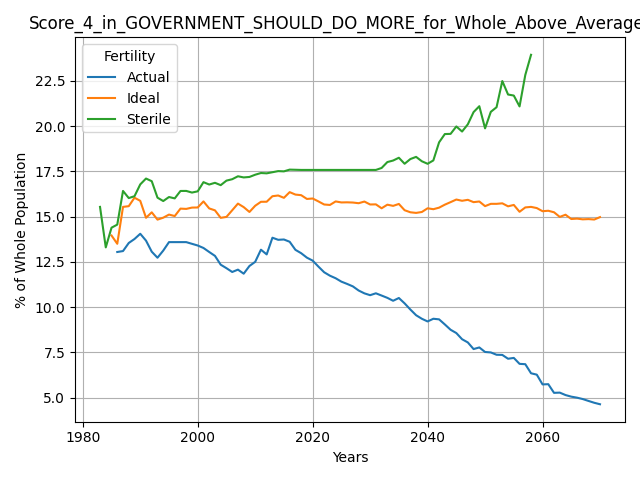 Score_4_in_GOVERNMENT_SHOULD_DO_MORE_for_Whole_Above_Average
Fertility
Actual
Ideal
Sterile
% of Whole Population
22.5
20.0
17.5
15.0
12.5
10.0
7.5
5.0
1980 2000 2020 2040 2060
Years